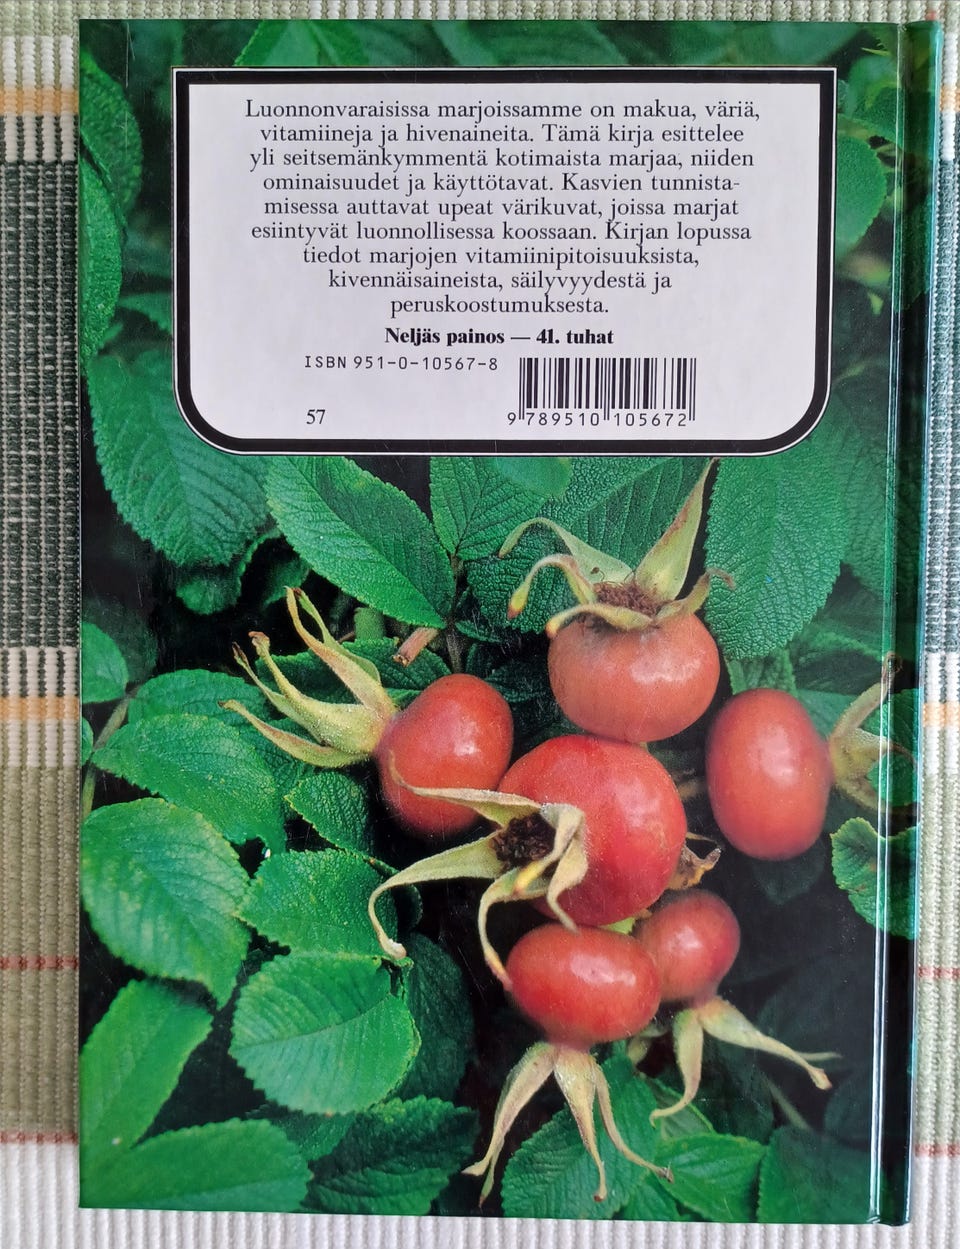 Luonnonvaraisissa marjoissamme on makua, väriä,
vitamiineja ja hivenaineita. Tämä kirja esittelee
yli seitsemänkymmentä kotimaista marjaa, niiden
ominaisuudet ja käyttötavat. Kasvien tunnista-
misessa auttavat upeat värikuvat, joissa marjat
esiintyvät luonnollisessa koossaan. Kirjan lopussa
tiedot marjojen vitamiinipitoisuuksista,
kivennäisaineista, säilyvyydestä ja
peruskoostumuksesta.
Neljäs painos — 41. tuhat
ISBN 951-0-10567-8
57
9 789510 105672